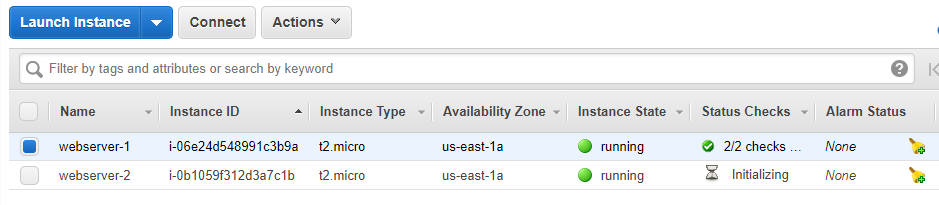 Launch Instance Connect Actions
Filter by tags and attributes or search by keyword ?
Name Instance ID Instance Type Availability Zone Instance State Status Checks Alarm Status
webserver-1 i-06e24d548991c3b9a t2.micro us-east-1a running 2/2 checks ... None
webserver-2 i-0b1059f312d3a7c1b t2.micro us-east-1a running Initializing None